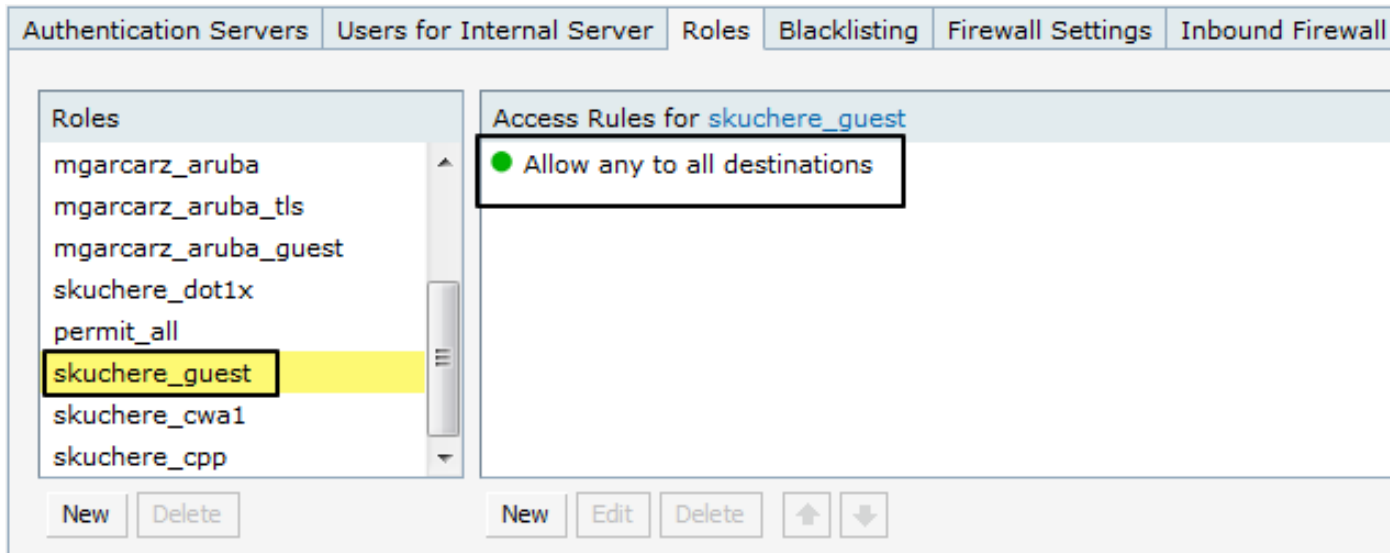 Authentication Servers Users for Internal Server Roles Blacklisting Firewall Settings Inbound Firewall
Roles
mgarcarz_aruba
mgarcarz_aruba_tls
mgarcarz_aruba_guest
skuchere_dot1x
permit_all
skuchere_guest
skuchere_cwa1
skuchere_cpp
New Delete
Access Rules for skuchere_guest
Allow any to all destinations
New Edit Delete